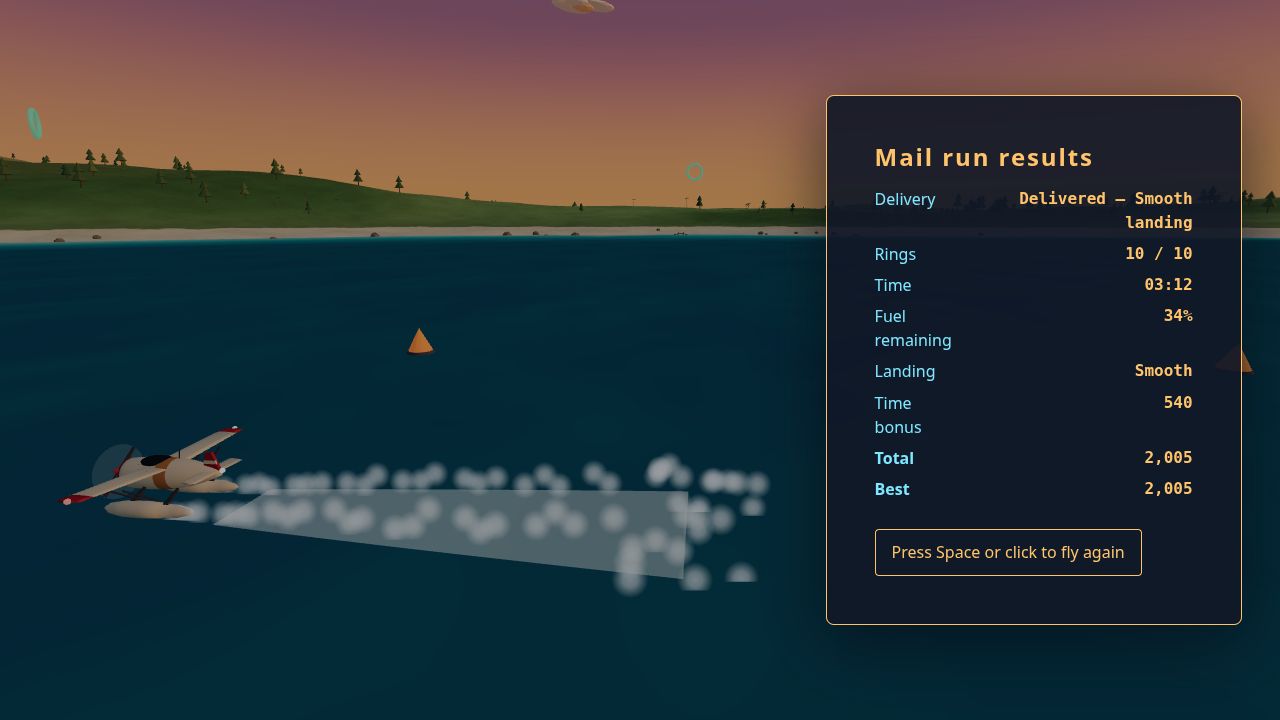 Mail run results
Delivery Delivered — Smooth
landing
Rings 10 / 10
Time 03:12
Fuel 34%
remaining
Landing Smooth
Time 540
bonus
Total 2,005
Best 2,005
Press Space or click to fly again